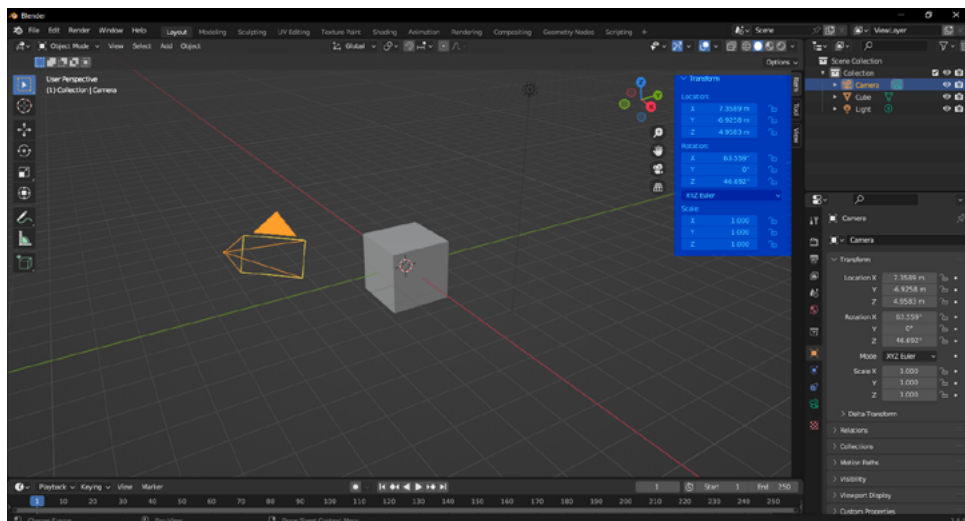 Blender
File Edit Render Window Help Layout Modeling Sculpting UV Editing Texture Paint Shading Animation Rendering Compositing Geometry Nodes Scripting + Scene ViewLayer
Object Mode View Select Add Object Global
Options
User Perspective
(1) Collection | Camera
Transform
Location:
X 7.3589 m
Y -6.9258 m
Z 4.9583 m
Rotation:
X 63.559°
Y 0°
Z 46.692°
XYZ Euler
Scale:
X 1.000
Y 1.000
Z 1.000
Item
Tool
View
X
Y
Z
Scene Collection
Collection
Camera
Cube
Light
Camera
Camera
Transform
Location X 7.3589 m
Y -6.9258 m
Z 4.9583 m
Rotation X 63.559°
Y 0°
Z 46.692°
Mode XYZ Euler
Scale X 1.000
Y 1.000
Z 1.000
Delta Transform
Relations
Collections
Motion Paths
Visibility
Viewport Display
Custom Properties
Playback Keying View Marker 1 Start 1 End 250
1 10 20 30 40 50 60 70 80 90 100 110 120 130 140 150 160 170 180 190 200 210 220 230 240 250